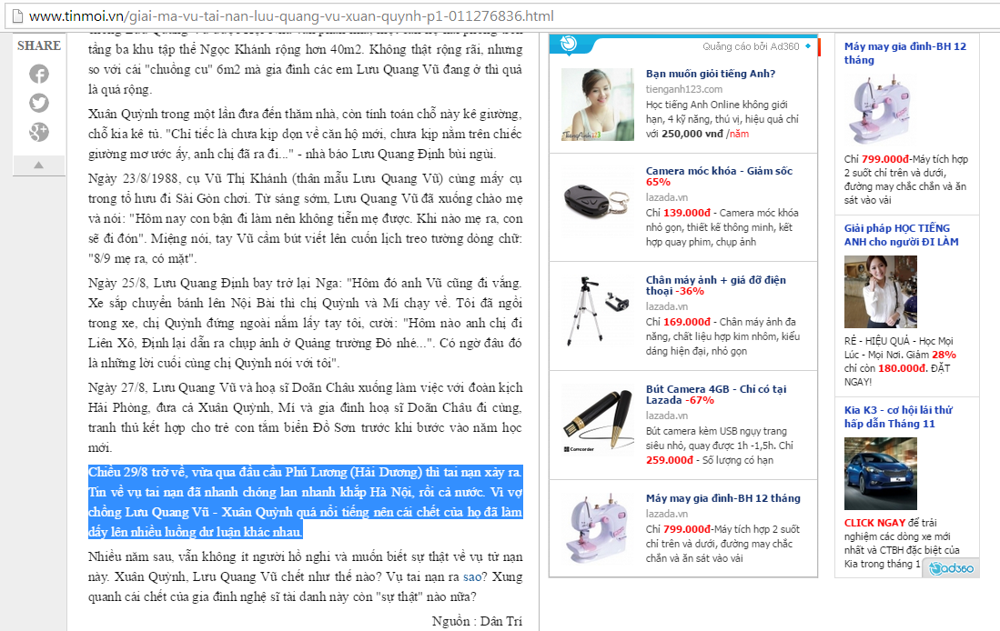 www.tinmoi.vn/giai-ma-vu-tai-nan-luu-quang-vu-xuan-quynh-p1-011276836.html
SHARE
tầng ba khu tập thể Ngọc Khánh rộng hơn 40m2. Không thật rộng rãi, nhưng
so với cái "chuồng cu" 6m2 mà gia đình các em Lưu Quang Vũ đang ở thì quả
là quá rộng.
Xuân Quỳnh trong một lần đưa đến thăm nhà, còn tính toán chỗ này kê giường,
chỗ kia kê tủ. "Chỉ tiếc là chưa kịp dọn về căn hộ mới, chưa kịp nằm trên chiếc
giường mơ ước ấy, anh chị đã ra đi..." - nhà báo Lưu Quang Định bùi ngùi.
Ngày 23/8/1988, cụ Vũ Thị Khánh (thân mẫu Lưu Quang Vũ) cùng mấy cụ
trong tổ hưu đi Sài Gòn chơi. Từ sáng sớm, Lưu Quang Vũ đã xuống chào mẹ
và nói: "Hôm nay con bận đi làm nên không tiễn mẹ được. Khi nào mẹ ra, con
sẽ đi đón". Miệng nói, tay Vũ cầm bút viết lên cuốn lịch treo tường dòng chữ:
"8/9 mẹ ra, có mặt".
Ngày 25/8, Lưu Quang Định bay trở lại Nga: "Hôm đó anh Vũ cũng đi vắng.
Xe sắp chuyển bánh lên Nội Bài thì chị Quỳnh và Mí chạy về. Tôi đã ngồi
trong xe, chị Quỳnh đứng ngoài nắm lấy tay tôi, cười: "Hôm nào anh chị đi
Liên Xô, Định lại dẫn ra chụp ảnh ở Quảng trường Đỏ nhé...". Có ngờ đâu đó
là những lời cuối cùng chị Quỳnh nói với tôi".
Ngày 27/8, Lưu Quang Vũ và hoạ sĩ Doãn Châu xuống làm việc với đoàn kịch
Hải Phòng, đưa cả Xuân Quỳnh, Mí và gia đình hoạ sĩ Doãn Châu đi cùng,
tranh thủ kết hợp cho trẻ con tắm biển Đồ Sơn trước khi bước vào năm học
mới.
Chiều 29/8 trở về, vừa qua đầu cầu Phú Lương (Hải Dương) thì tai nạn xảy ra.
Tin về vụ tai nạn đã nhanh chóng lan nhanh khắp Hà Nội, rồi cả nước. Vì vợ
chồng Lưu Quang Vũ - Xuân Quỳnh quá nổi tiếng nên cái chết của họ đã làm
dấy lên nhiều luồng dư luận khác nhau.
Nhiều năm sau, vẫn không ít người hồ nghi và muốn biết sự thật về vụ tử nạn
này. Xuân Quỳnh, Lưu Quang Vũ chết như thế nào? Vụ tai nạn ra sao? Xung
quanh cái chết của gia đình nghệ sĩ tài danh này còn "sự thật" nào nữa?
Nguồn : Dân Trí
Quảng cáo bởi Ad360
Bạn muốn giỏi tiếng Anh?
tienganh123.com
Học tiếng Anh Online không giới
hạn, 4 kỹ năng, thú vị, hiệu quả chỉ
với 250,000 vnđ /năm
TiếngAnh123
Camera móc khóa - Giảm sốc
65%
lazada.vn
Chỉ 139.000đ - Camera móc khóa
nhỏ gọn, thiết kế thông minh, kết
hợp quay phim, chụp ảnh
Chân máy ảnh + giá đỡ điện
thoại -36%
lazada.vn
Chỉ 169.000đ - Chân máy ảnh đa
năng, chất liệu hợp kim nhôm, kiểu
dáng hiện đại, nhỏ gọn
Bút Camera 4GB - Chỉ có tại
Lazada -67%
lazada.vn
Bút camera kèm USB ngụy trang
siêu nhỏ, quay được 1h -1,5h. Chỉ
259.000đ - Số lượng có hạn
Comcorder
Máy may gia đình-BH 12 tháng
lazada.vn
Chỉ 799.000đ-Máy tích hợp 2 suốt
chỉ trên và dưới, đường may chắc
chắn và ăn sát vào vải
Máy may gia đình-BH 12
tháng
Chỉ 799.000đ-Máy tích hợp
2 suốt chỉ trên và dưới,
đường may chắc chắn và ăn
sát vào vải
Giải pháp HỌC TIẾNG
ANH cho người ĐI LÀM
RẺ - HIỆU QUẢ - Học Mọi
Lúc - Mọi Nơi. Giảm 28%
chỉ còn 180.000đ. ĐẶT
NGAY!
Kia K3 - cơ hội lái thử
hấp dẫn Tháng 11
CLICK NGAY để trải
nghiệm các dòng xe mới
nhất và CTBH đặc biệt của
Kia trong tháng 1
ad360